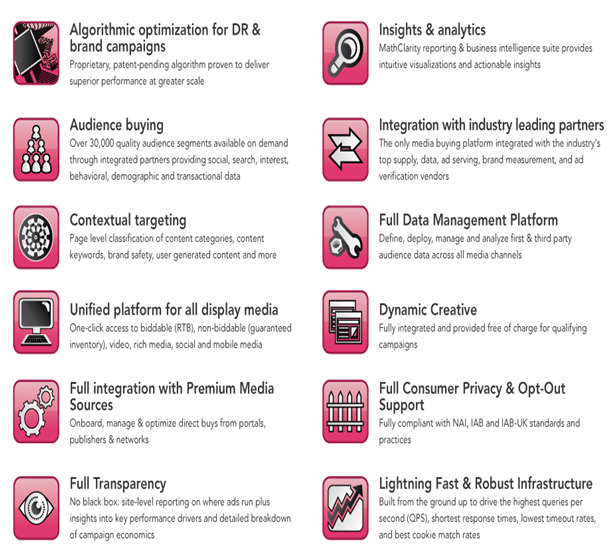 Algorithmic optimization for DR &
brand campaigns
Proprietary, patent-pending algorithm proven to deliver
superior performance at greater scale
Audience buying
Over 30,000 quality audience segments available on demand
through integrated partners providing social, search, interest,
behavioral, demographic and transactional data
Contextual targeting
Page level classification of content categories, content
keywords, brand safety, user generated content and more
Unified platform for all display media
One-click access to biddable (RTB), non-biddable (guaranteed
inventory), video, rich media, social and mobile media
Full integration with Premium Media
Sources
Onboard, manage & optimize direct buys from portals,
publishers & networks
Full Transparency
No black box: site-level reporting on where ads run plus
insights into key performance drivers and detailed breakdown
of campaign economics
Insights & analytics
MathClarity reporting & business intelligence suite provides
intuitive visualizations and actionable insights
Integration with industry leading partners
The only media buying platform integrated with the industry's
top supply, data, ad serving, brand measurement, and ad
verification vendors
Full Data Management Platform
Define, deploy, manage and analyze first & third party
audience data across all media channels
Dynamic Creative
Fully integrated and provided free of charge for qualifying
campaigns
Full Consumer Privacy & Opt-Out
Support
Fully compliant with NAI, IAB and IAB-UK standards and
practices
Lightning Fast & Robust Infrastructure
Built from the ground up to drive the highest queries per
second (QPS), shortest response times, lowest timeout rates,
and best cookie match rates